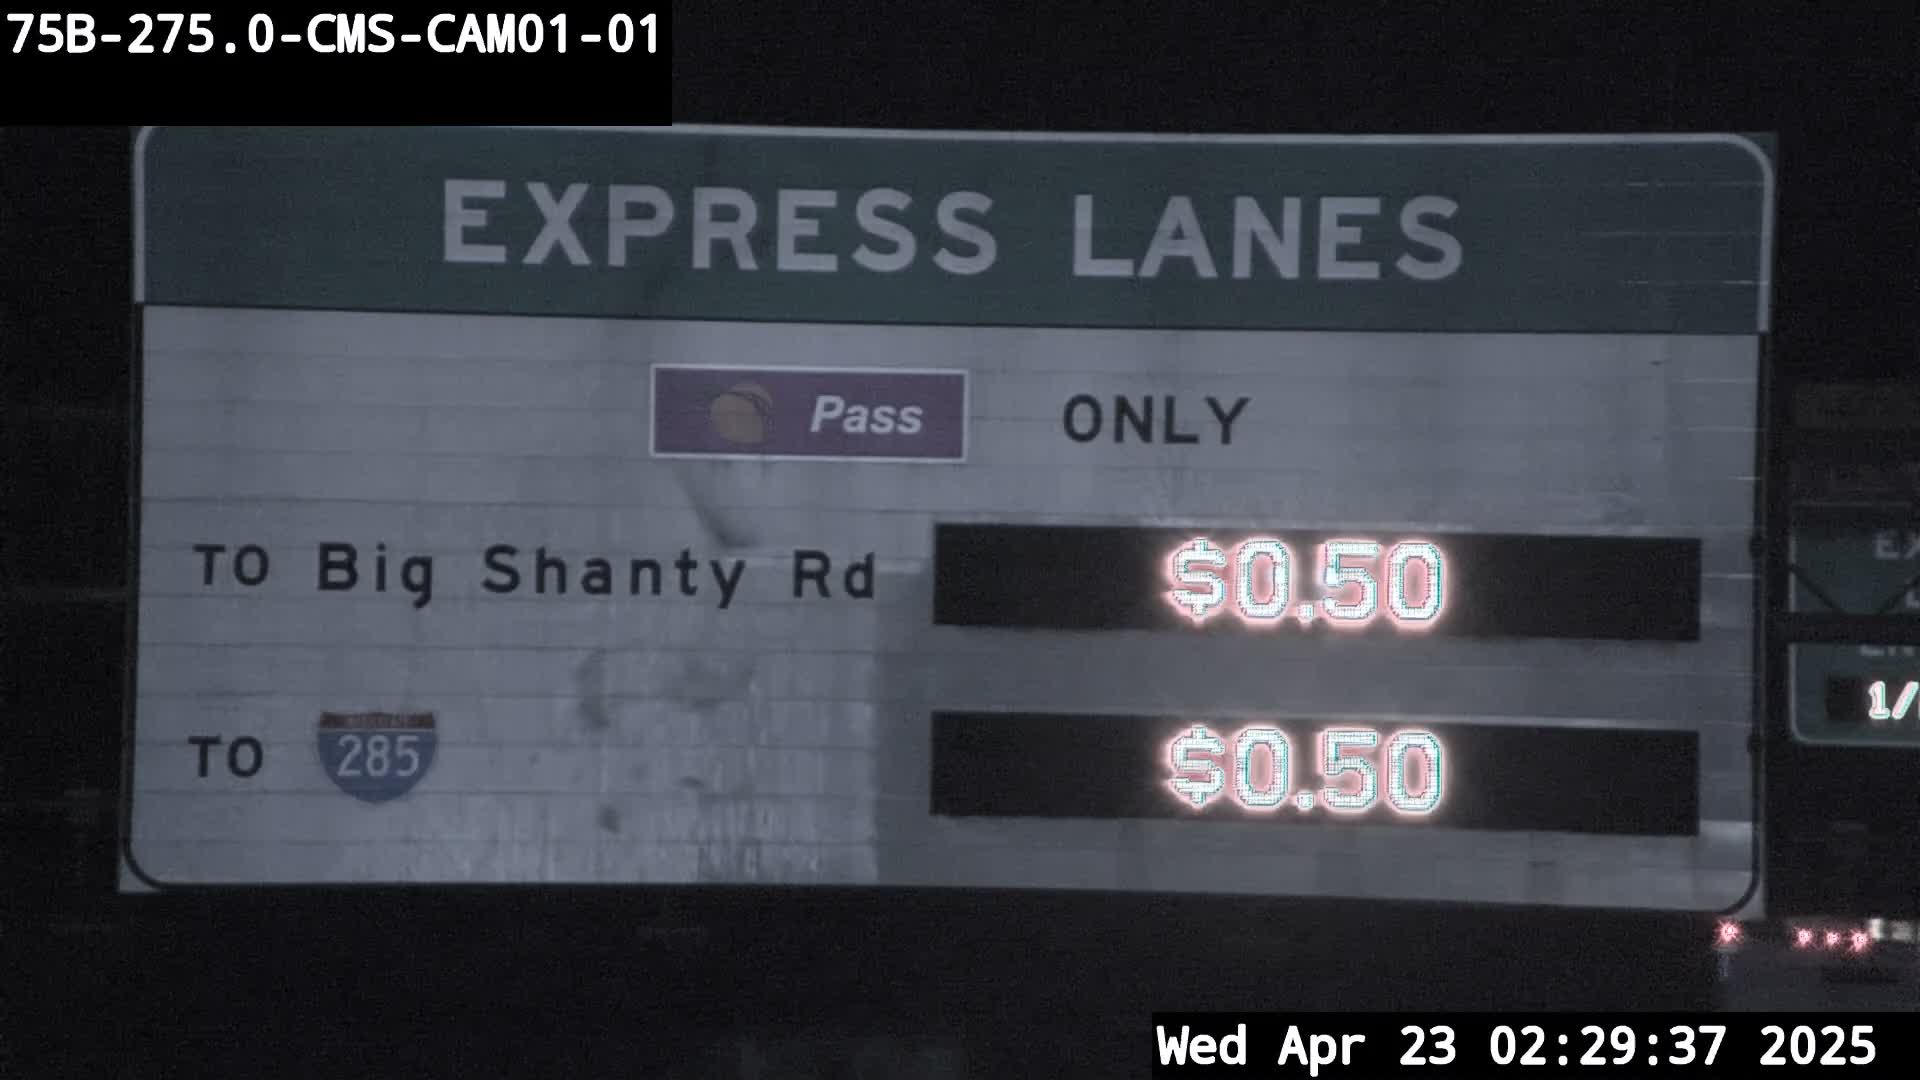 75B-275.0-CMS-CAM01-01
EXPRESS LANES
Pass ONLY
TO Big Shanty Rd $0.50
TO 285 $0.50
1/
Wed Apr 23 02:29:37 2025